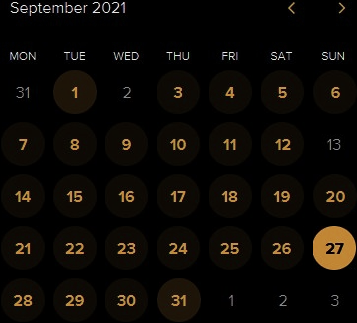 September 2021
MON TUE WED THU FRI SAT SUN
31 1 2 3 4 5 6
7 8 9 10 11 12 13
14 15 16 17 18 19 20
21 22 23 24 25 26 27
28 29 30 31 1 2 3